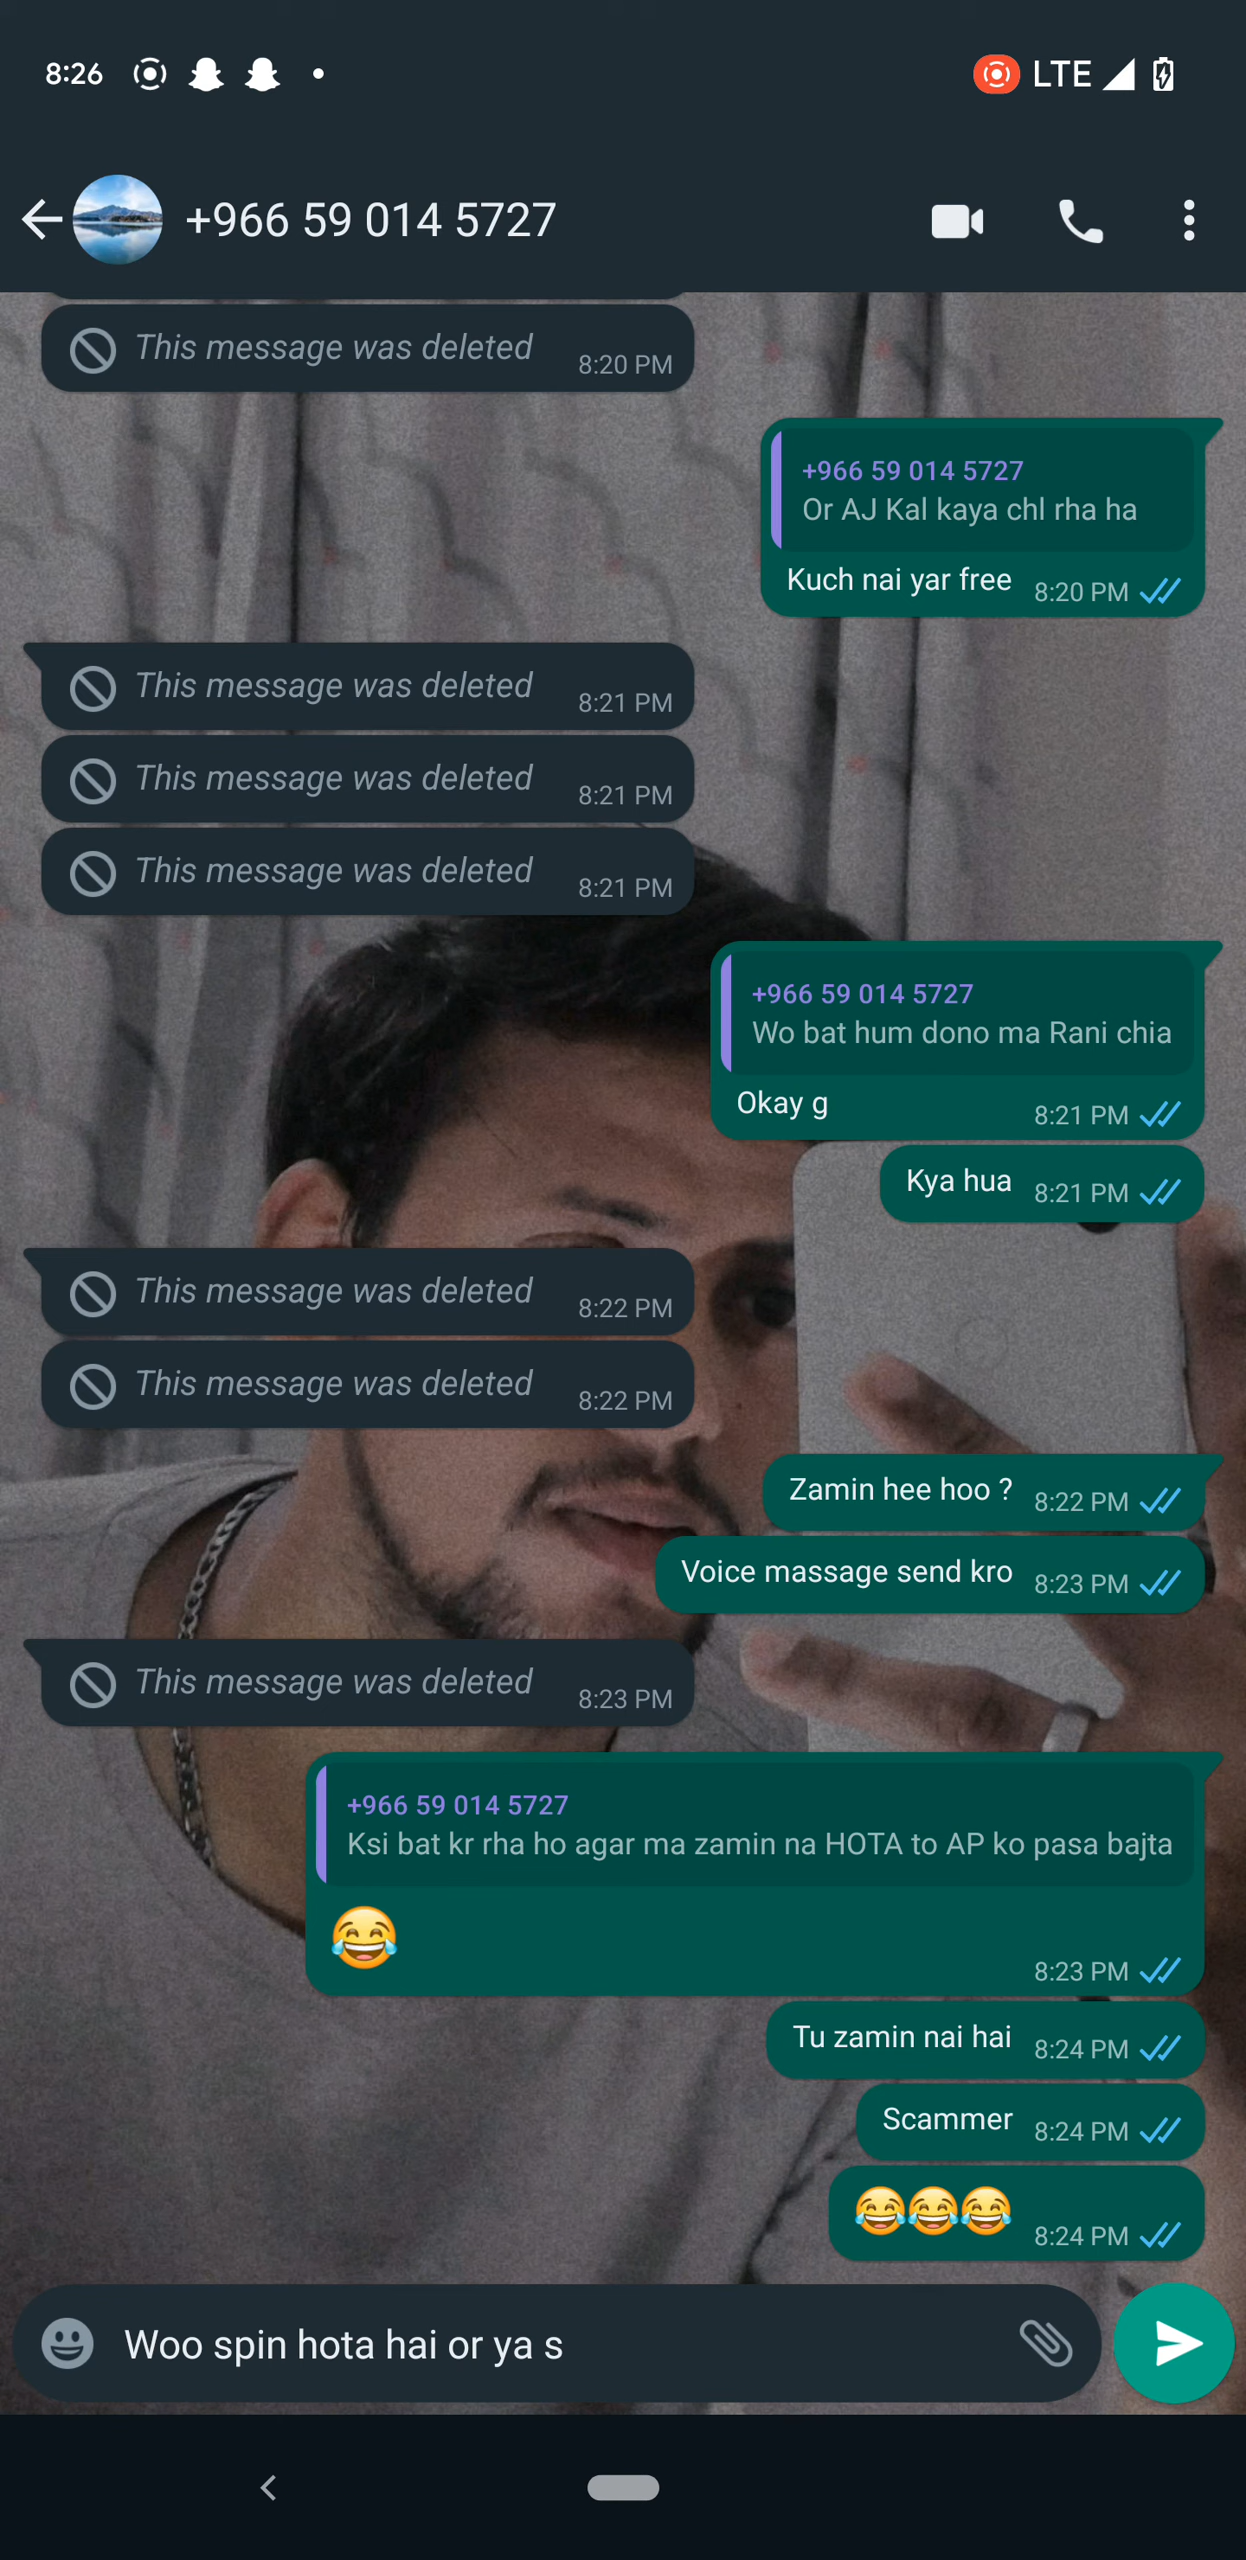 8:26
LTE
+966 59 014 5727
This message was deleted 8:20 PM
+966 59 014 5727
Or AJ Kal kaya chl rha ha
Kuch nai yar free 8:20 PM
This message was deleted 8:21 PM
This message was deleted 8:21 PM
This message was deleted 8:21 PM
+966 59 014 5727
Wo bat hum dono ma Rani chia
Okay g 8:21 PM
Kya hua 8:21 PM
This message was deleted 8:22 PM
This message was deleted 8:22 PM
Zamin hee hoo ? 8:22 PM
Voice massage send kro 8:23 PM
This message was deleted 8:23 PM
+966 59 014 5727
Ksi bat kr rha ho agar ma zamin na HOTA to AP ko pasa bajta
😂
8:23 PM
Tu zamin nai hai 8:24 PM
Scammer 8:24 PM
😂😂😂 8:24 PM
Woo spin hota hai or ya s